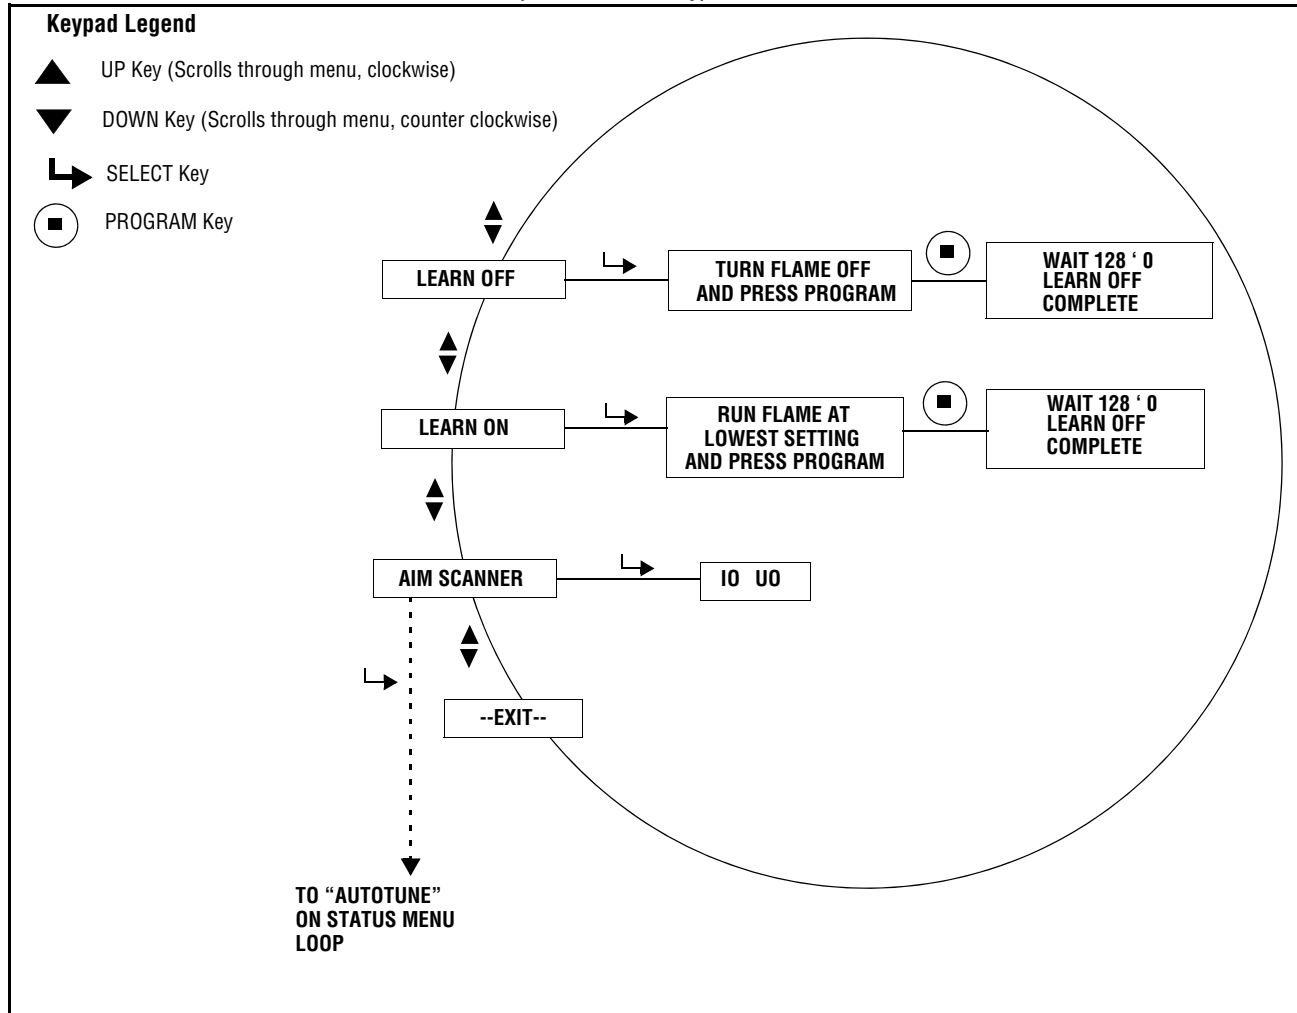 Keypad Legend
UP Key (Scrolls through menu, clockwise)
DOWN Key (Scrolls through menu, counter clockwise)
SELECT Key
PROGRAM Key
LEARN OFF
TURN FLAME OFF
AND PRESS PROGRAM
WAIT 128 ‘ 0
LEARN OFF
COMPLETE
LEARN ON
RUN FLAME AT
LOWEST SETTING
AND PRESS PROGRAM
WAIT 128 ‘ 0
LEARN OFF
COMPLETE
AIM SCANNER
IO UO
--EXIT--
TO “AUTOTUNE”
ON STATUS MENU
LOOP